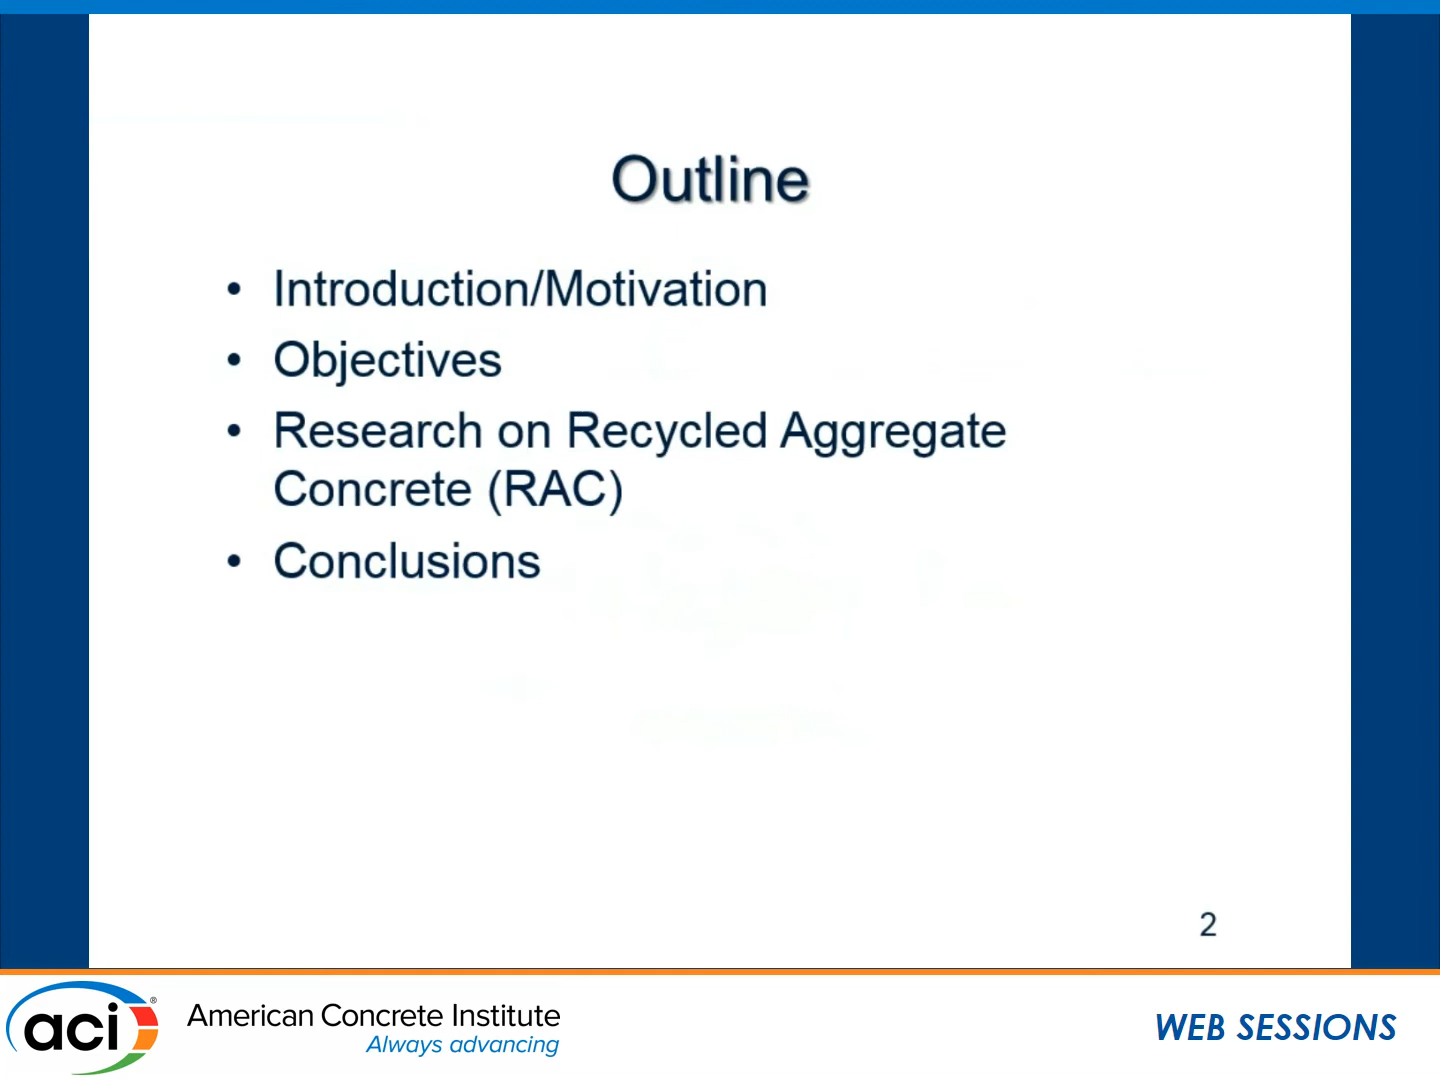 Outline
• Introduction/Motivation
• Objectives
• Research on Recycled Aggregate
Concrete (RAC)
• Conclusions
2
aci®
American Concrete Institute
Always advancing
WEB SESSIONS